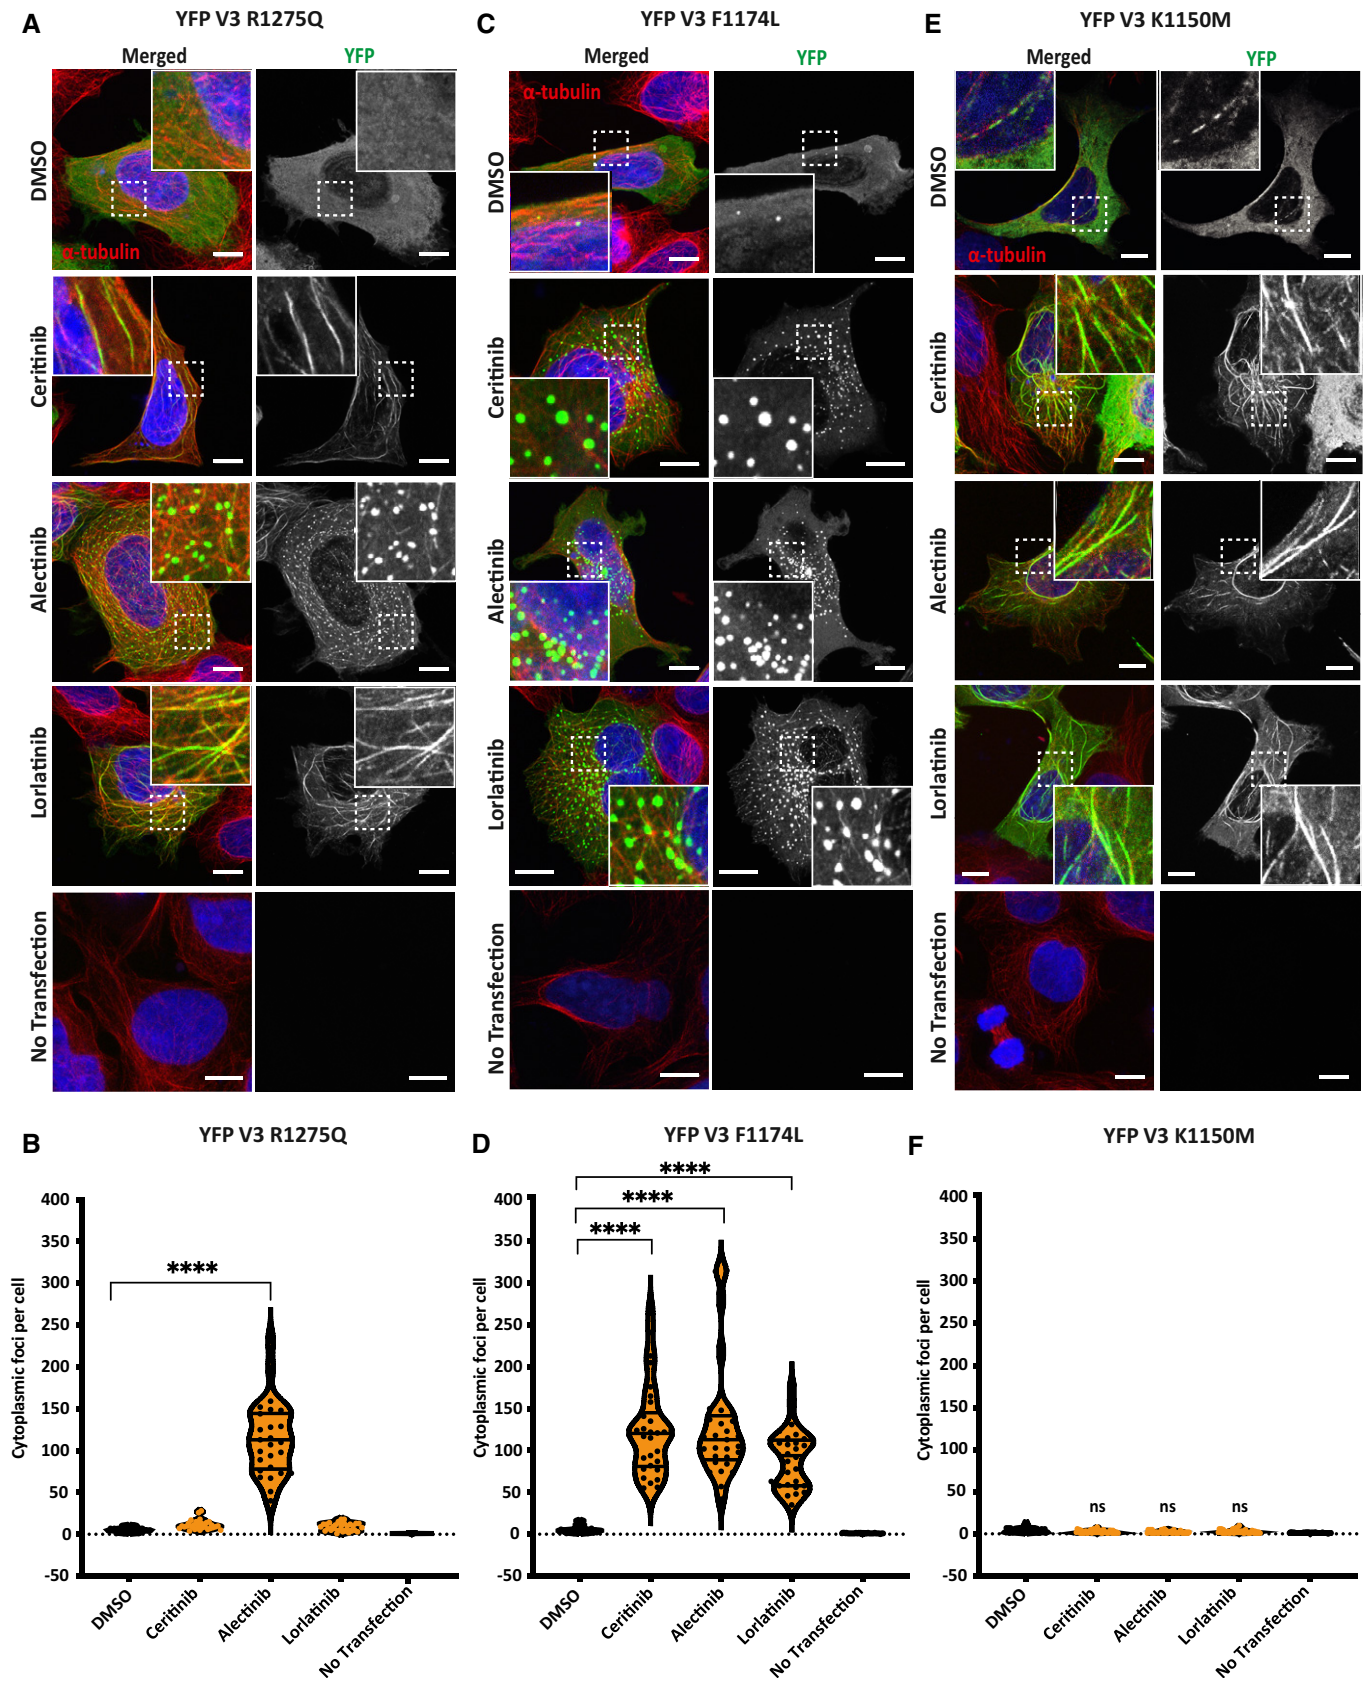 A
YFP V3 R1275Q
Merged
YFP
DMSO
α-tubulin
Ceritinib
Alectinib
Lorlatinib
No Transfection
C
YFP V3 F1174L
Merged
YFP
α-tubulin
DMSO
Ceritinib
Alectinib
Lorlatinib
No Transfection
E
YFP V3 K1150M
Merged
YFP
DMSO
α-tubulin
Ceritinib
Alectinib
Lorlatinib
No Transfection
B
YFP V3 R1275Q
Cytoplasmic foci per cell
400
350
300
250
200
150
100
50
0
-50
****
DMSO
Ceritinib
Alectinib
Lorlatinib
No Transfection
D
YFP V3 F1174L
Cytoplasmic foci per cell
400
350
300
250
200
150
100
50
0
-50
****
****
****
DMSO
Ceritinib
Alectinib
Lorlatinib
No Transfection
F
YFP V3 K1150M
Cytoplasmic foci per cell
400
350
300
250
200
150
100
50
0
-50
ns
ns
ns
DMSO
Ceritinib
Alectinib
Lorlatinib
No Transfection